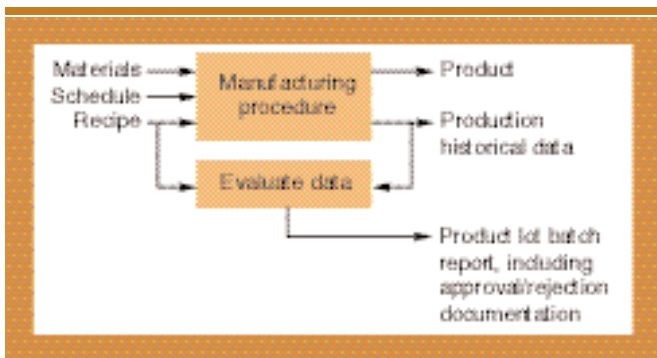 Materials
Schedule
Recipe
Manufacturing
procedure
Product
Production
historical data
Evaluate data
Product lot batch
report, including
approval/rejection
documentation